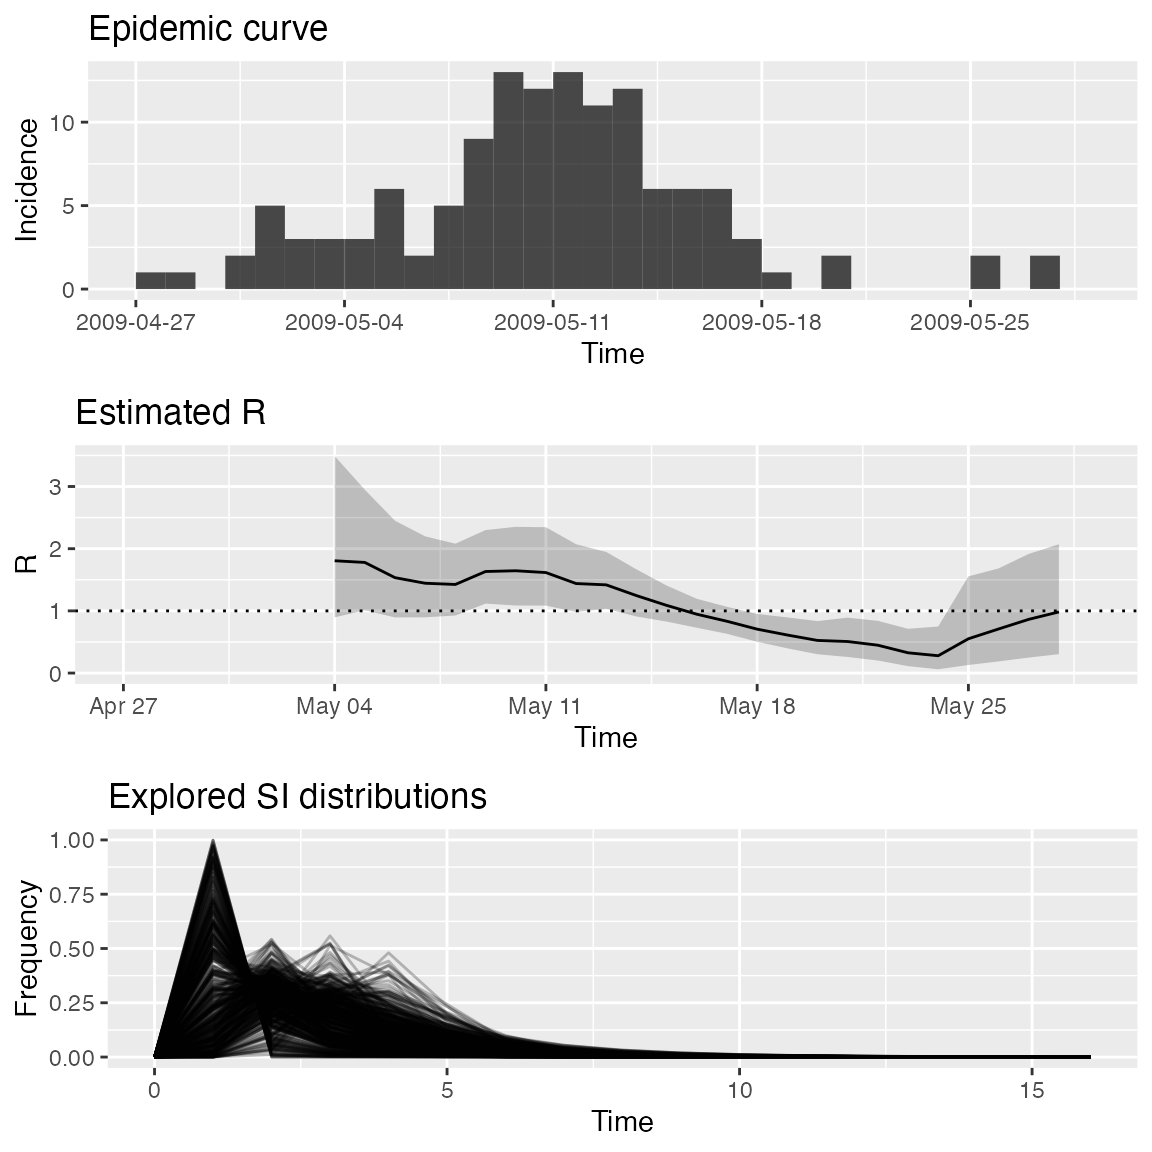 Epidemic curve
Incidence
10
5
0
2009-04-27 2009-05-04 2009-05-11 2009-05-18 2009-05-25
Time
Estimated R
R
3
2
1
0
Apr 27 May 04 May 11 May 18 May 25
Time
Explored SI distributions
Frequency
1.00
0.75
0.50
0.25
0.00
0 5 10 15
Time